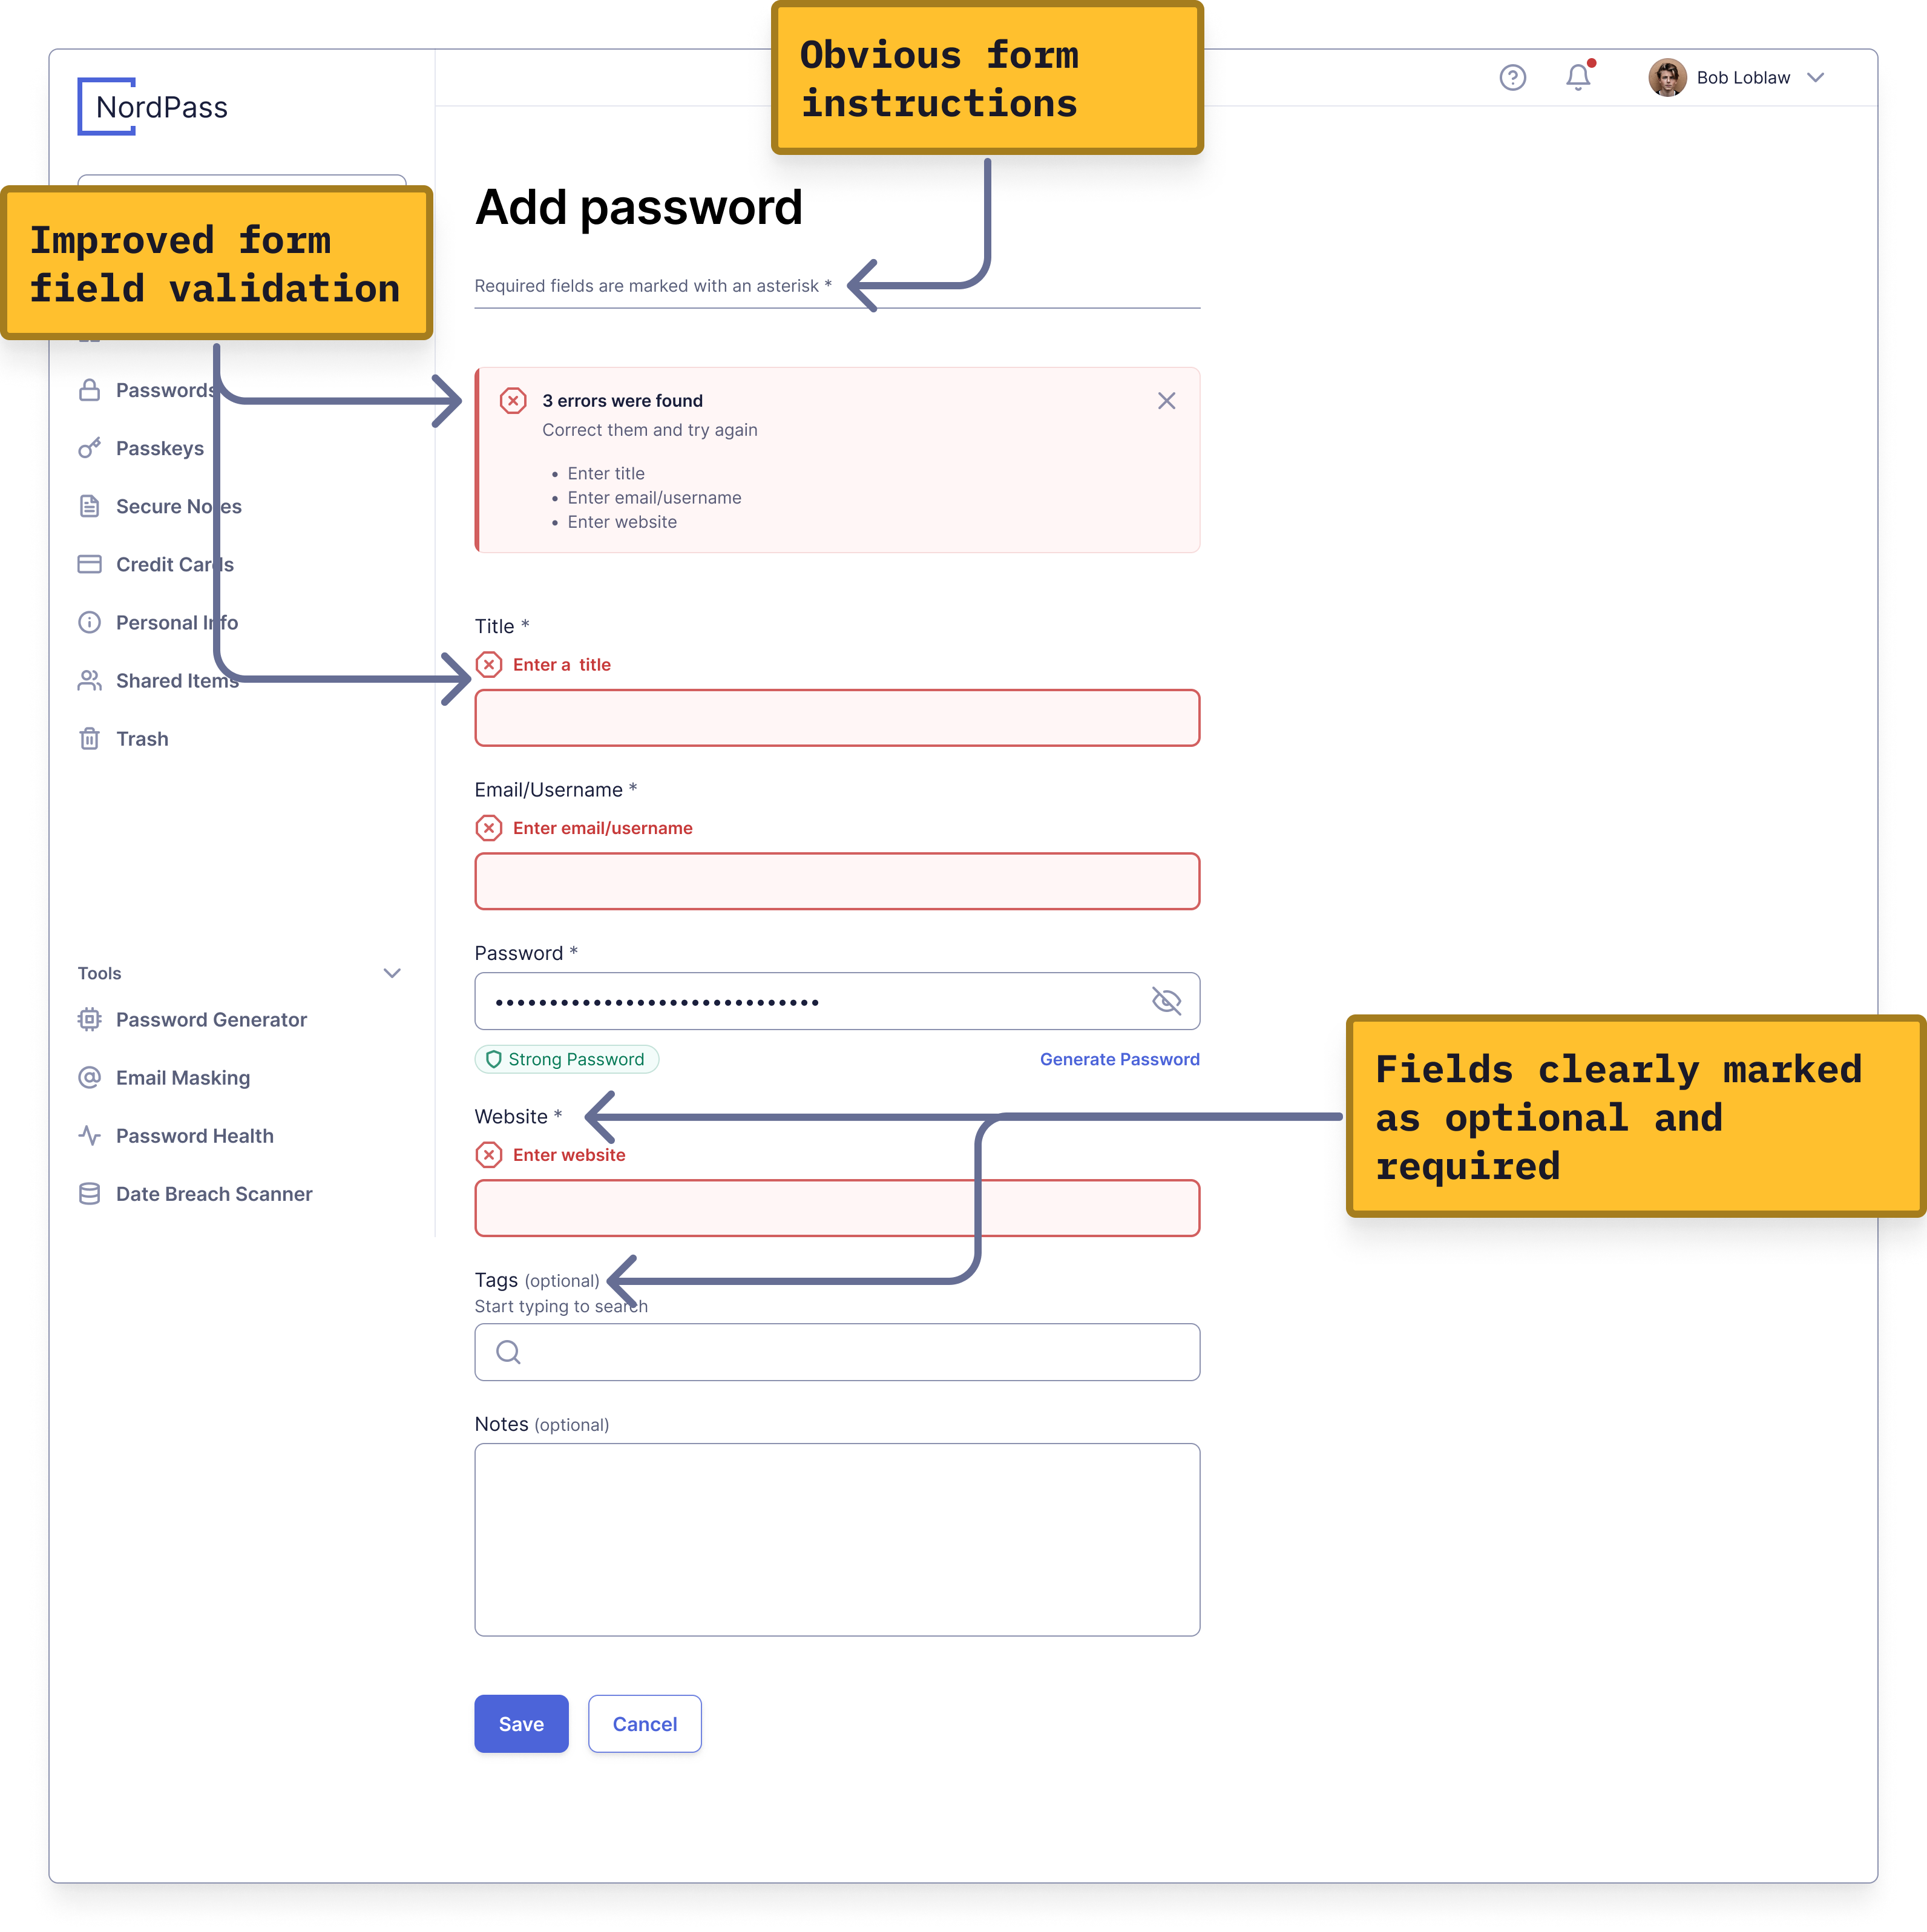 Obvious form
instructions
NordPass
Bob Loblaw
Improved form
field validation
Passwords
Passkeys
Secure Notes
Credit Cards
Personal Info
Shared Items
Trash
Tools
Password Generator
Email Masking
Password Health
Date Breach Scanner
Add password
Required fields are marked with an asterisk *
3 errors were found
Correct them and try again
• Enter title
• Enter email/username
• Enter website
Title *
Enter a  title
Email/Username *
Enter email/username
Password *
••••••••••••••••••••••••••••••
Strong Password
Generate Password
Website *
Enter website
Fields clearly marked
as optional and
required
Tags (optional)
Start typing to search
Notes (optional)
Save
Cancel